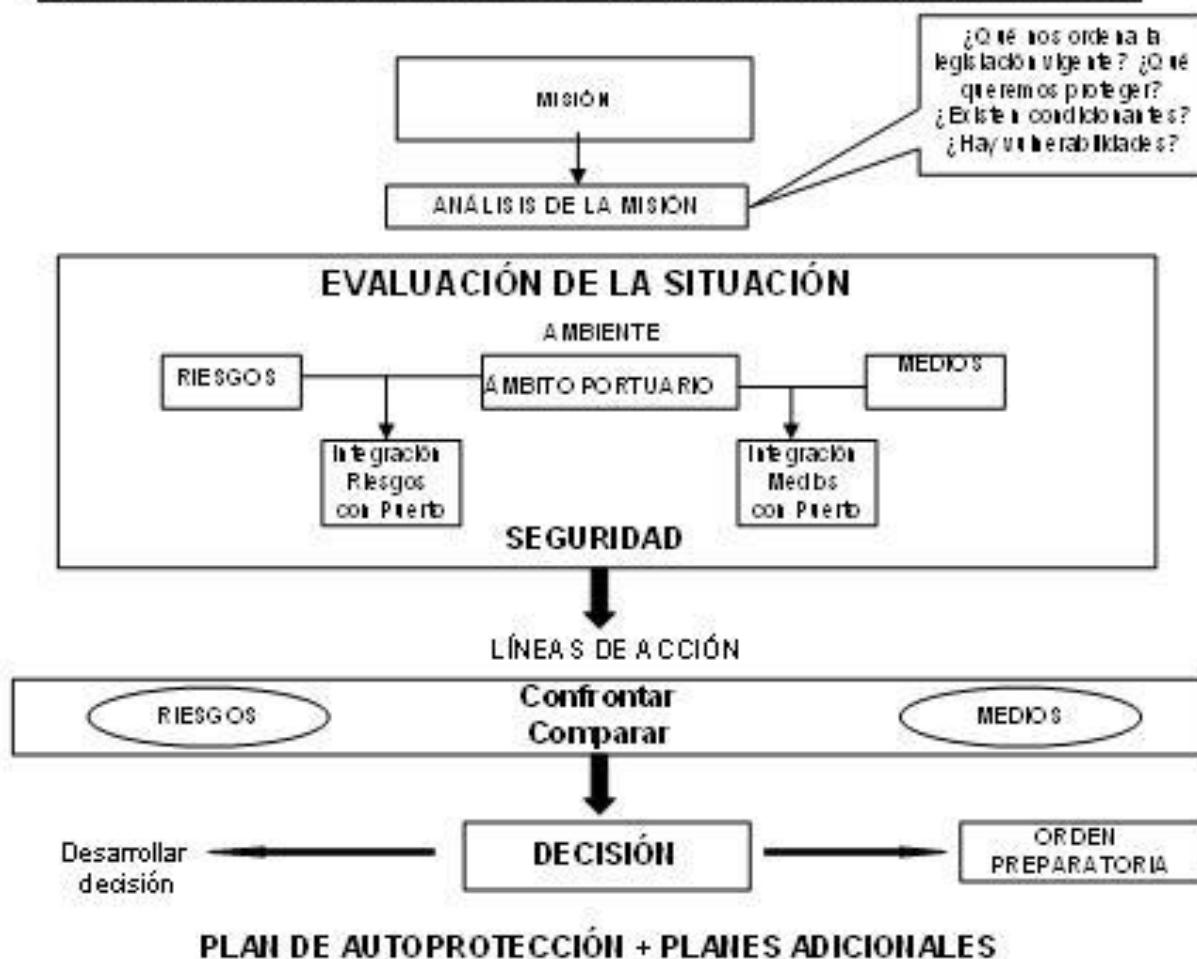 ¿Qué nos ordena la
legislación vigente? ¿Qué
queremos proteger?
¿Existen condicionantes?
¿Hay vulnerabilidades?
MISIÓN
ANÁLISIS DE LA MISIÓN
EVALUACIÓN DE LA SITUACIÓN
AMBIENTE
RIESGOS
ÁMBITO PORTUARIO
MEDIOS
Integración
Riesgos
con Puerto
Integración
Medios
con Puerto
SEGURIDAD
LÍNEAS DE ACCIÓN
RIESGOS
Confrontar
Comparar
MEDIOS
Desarrollar
decisión
DECISIÓN
ORDEN
PREPARATORIA
PLAN DE AUTOPROTECCIÓN + PLANES ADICIONALES